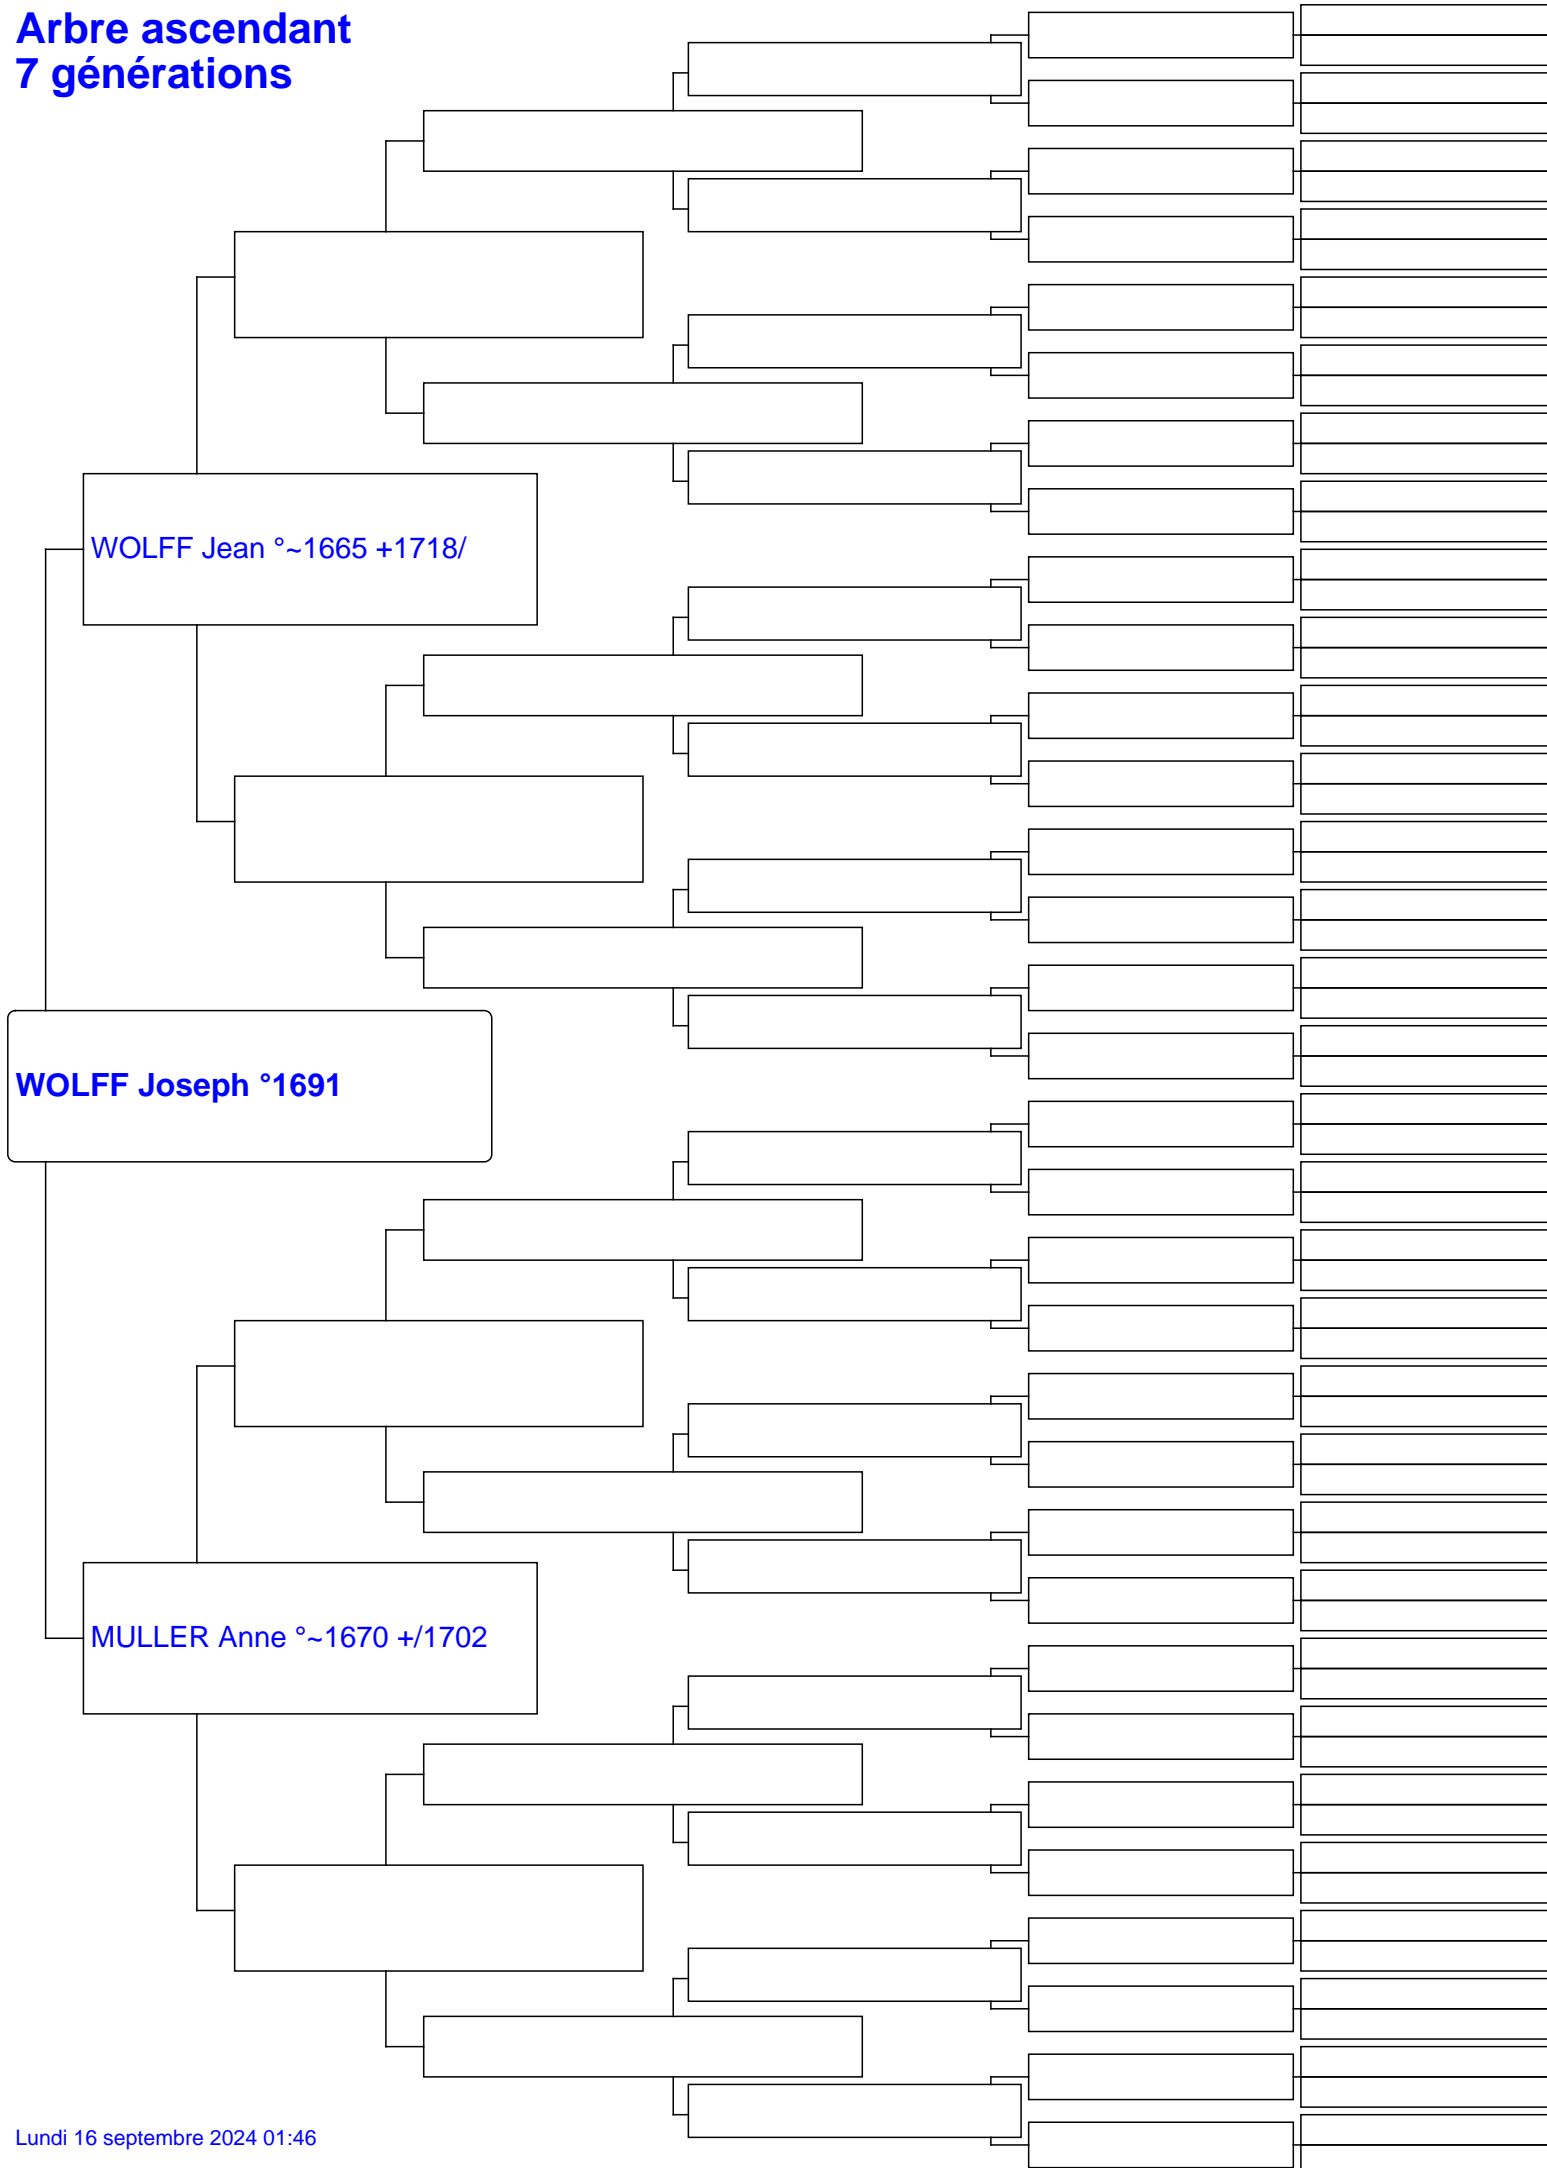 Arbre ascendant
7 générations
WOLFF Jean °~1665 +1718/
WOLFF Joseph °1691
MULLER Anne °~1670 +/1702
Lundi 16 septembre 2024 01:46